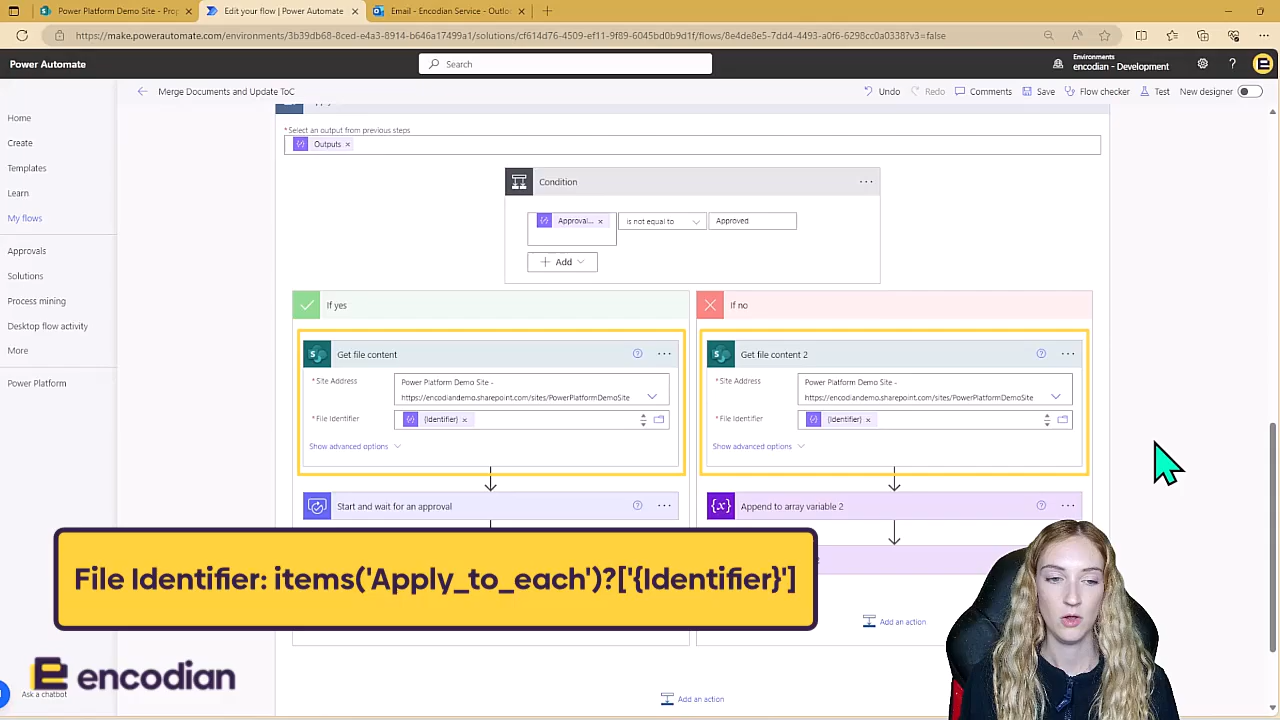 Power Platform Demo Site - Pro
Edit your flow | Power Automate
Email - Encodian Service - Outlo
https://make.powerautomate.com/environments/3b39db68-8ced-e4a3-8914-b646a17499a1/solutions/cf614d76-4509-ef11-9f89-6045bd0b9d1f/flows/8e4de8e5-7dd4-4493-a0f6-6298cc0a0338?v3=false
Power Automate
Search
Environments
encodian - Development
Merge Documents and Update ToC
Undo
Redo
Comments
Save
Flow checker
Test
New designer
Home
Create
Templates
Learn
My flows
Approvals
Solutions
Process mining
Desktop flow activity
More
Power Platform
Ask a chatbot
* Select an output from previous steps
Outputs ×
Condition
Approval... ×
is not equal to
Approved
Add
If yes
If no
Get file content
* Site Address
Power Platform Demo Site -
https://encodiandemo.sharepoint.com/sites/PowerPlatformDemoSite
* File Identifier
{Identifier} ×
Show advanced options
Get file content 2
* Site Address
Power Platform Demo Site -
https://encodiandemo.sharepoint.com/sites/PowerPlatformDemoSite
* File Identifier
{Identifier} ×
Show advanced options
Start and wait for an approval
{x} Append to array variable 2
File Identifier: items('Apply_to_each')?['{Identifier}']
Add an action
Add an action
encodian